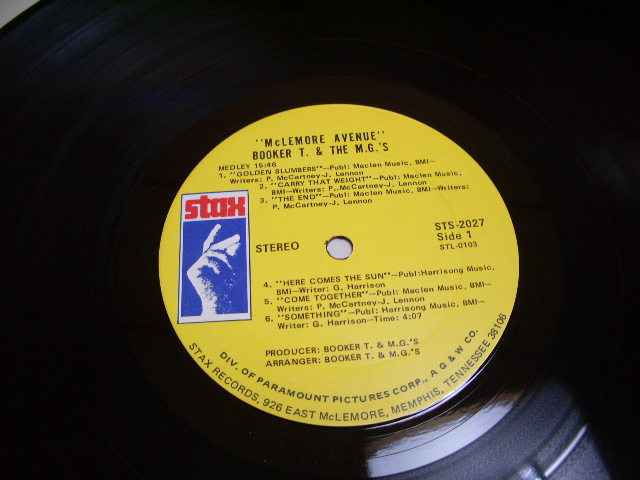 "McLEMORE AVENUE"
BOOKER T. & THE M.G.'S
MEDLEY 15:46
1. "GOLDEN SLUMBERS"—Publ: Maclen Music, BMI—
Writers: P. McCartney-J. Lennon
2. "CARRY THAT WEIGHT"—Publ: Maclen Music,
BMI—Writers: P. McCartney-J. Lennon
3. "THE END"—Publ: Maclen Music, BMI—Writers:
P. McCartney-J. Lennon
stax
STEREO
STS-2027
Side 1
STL-0103
4. "HERE COMES THE SUN"—Publ:Harrisong Music,
BMI—Writer: G. Harrison
5. "COME TOGETHER"—Publ: Maclen Music, BMI—
Writers: P. McCartney-J. Lennon
6. "SOMETHING"—Publ: Harrisong Music, BMI—
Writer: G. Harrison—Time: 4:07
PRODUCER: BOOKER T. & M.G.'S
ARRANGER: BOOKER T. & M.G.'S
DIV. OF PARAMOUNT PICTURES CORP., A G & W CO.
STAX RECORDS, 926 EAST McLEMORE, MEMPHIS, TENNESSEE 38106